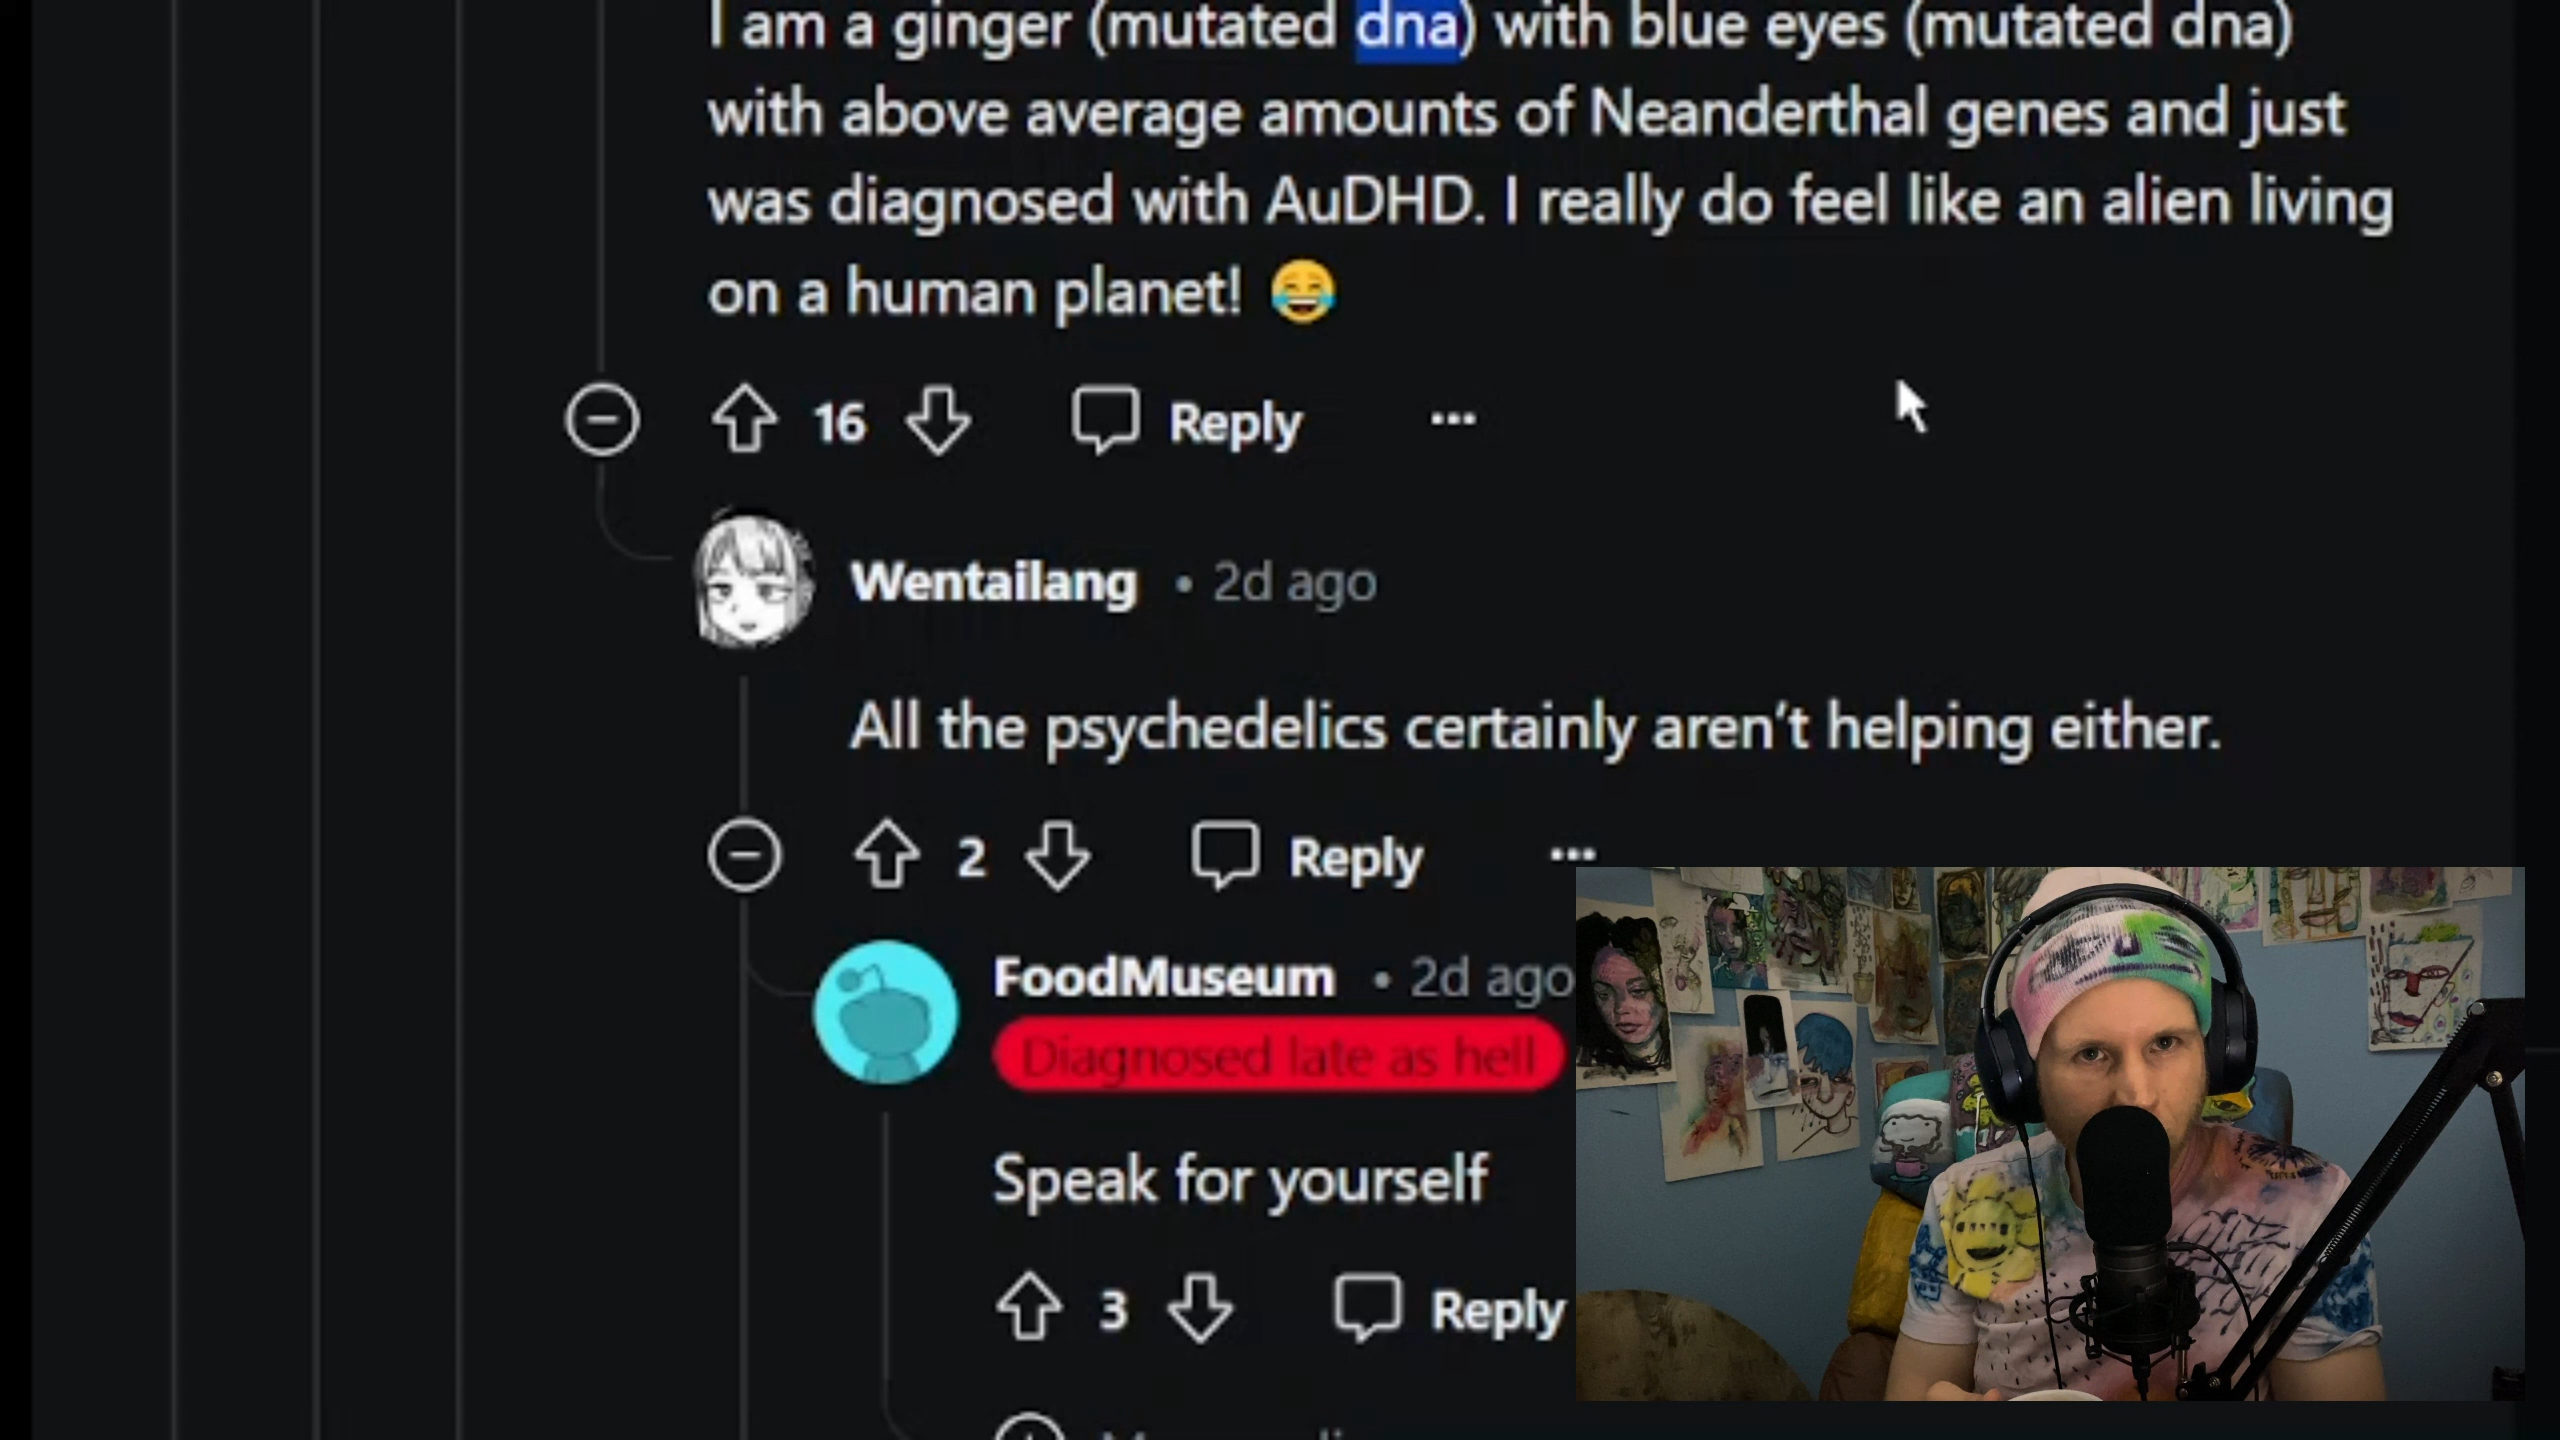 I am a ginger (mutated dna) with blue eyes (mutated dna)
with above average amounts of Neanderthal genes and just
was diagnosed with AuDHD. I really do feel like an alien living
on a human planet! 😂
16 Reply ...
Wentailang • 2d ago
All the psychedelics certainly aren’t helping either.
2 Reply ...
FoodMuseum • 2d ago
Diagnosed late as hell
Speak for yourself
3 Reply